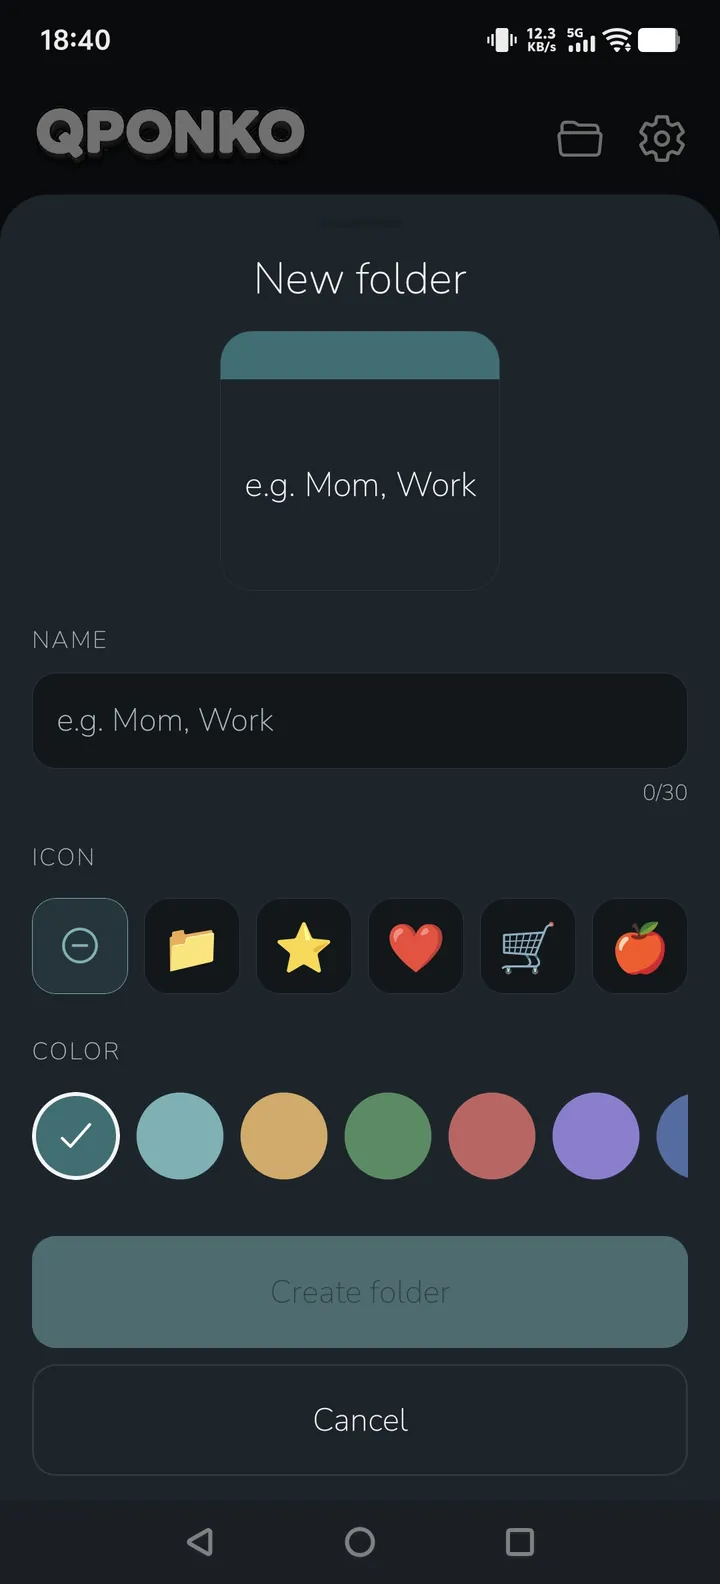 18:40
12.3
KB/s
5G
QPONKO
New folder
e.g. Mom, Work
NAME
e.g. Mom, Work
0/30
ICON
COLOR
Create folder
Cancel